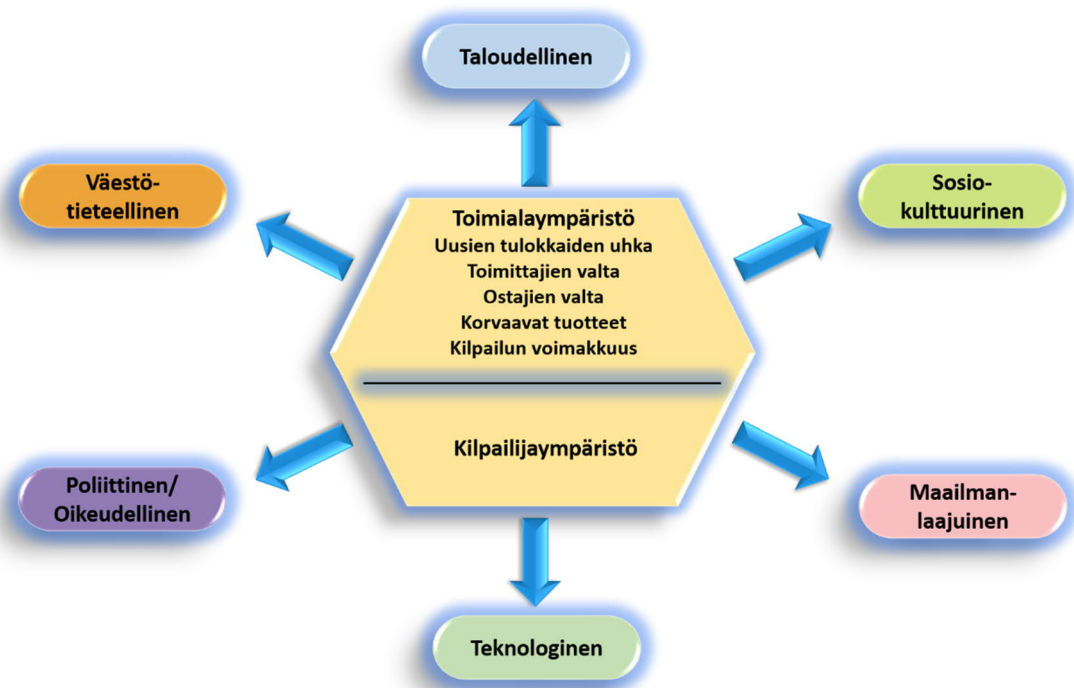 Taloudellinen
Väestö-
tieteellinen
Sosio-
kulttuurinen
Toimialaympäristö
Uusien tulokkaiden uhka
Toimittajien valta
Ostajien valta
Korvaavat tuotteet
Kilpailun voimakkuus
Kilpailijaympäristö
Poliittinen/
Oikeudellinen
Maailman-
laajuinen
Teknologinen